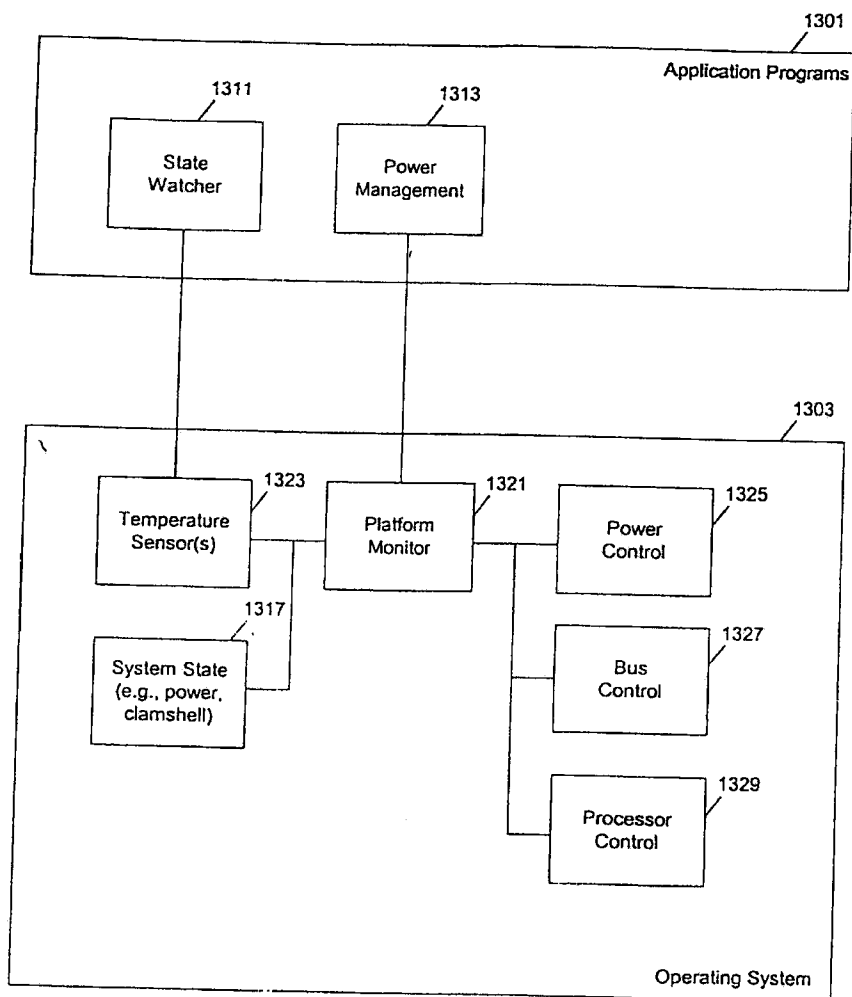 1301
Application Programs
1311
1313
State
Watcher
Power
Management
1303
1323
1321
1325
Temperature
Sensor(s)
Platform
Monitor
Power
Control
1317
1327
System State
(e.g., power,
clamshell)
Bus
Control
1329
Processor
Control
Operating System